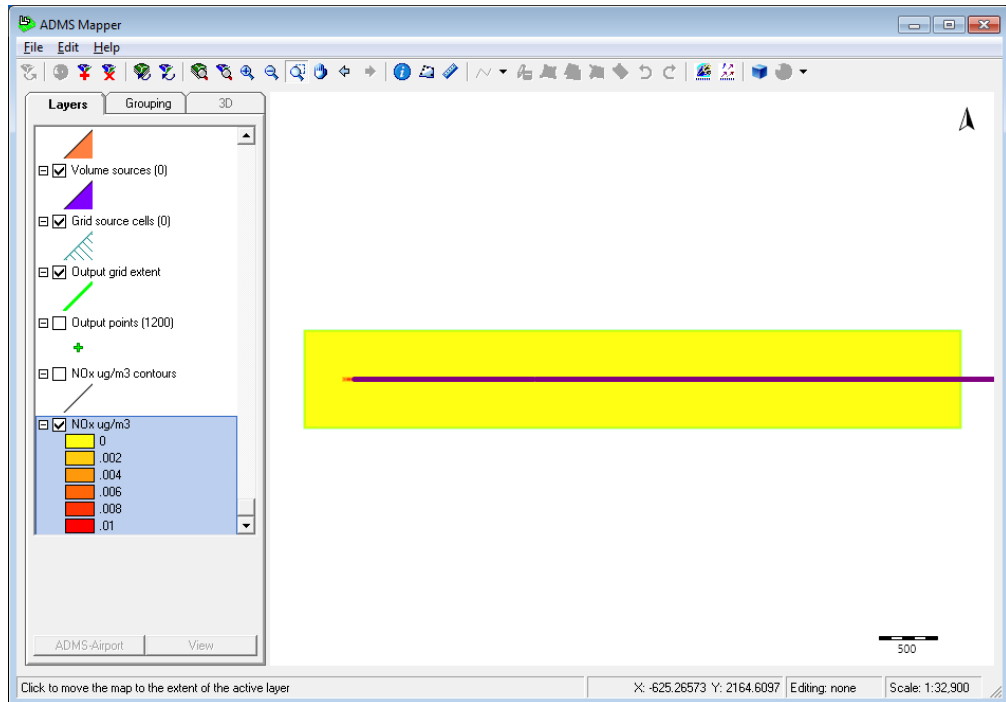 ADMS Mapper
File Edit Help
Layers Grouping 3D
Volume sources (0)
Grid source cells (0)
Output grid extent
Output points (1200)
NOx ug/m3 contours
NOx ug/m3
0
.002
.004
.006
.008
.01
500
ADMS-Airport View
Click to move the map to the extent of the active layer X: -625.26573 Y: 2164.6097 Editing: none Scale: 1:32,900